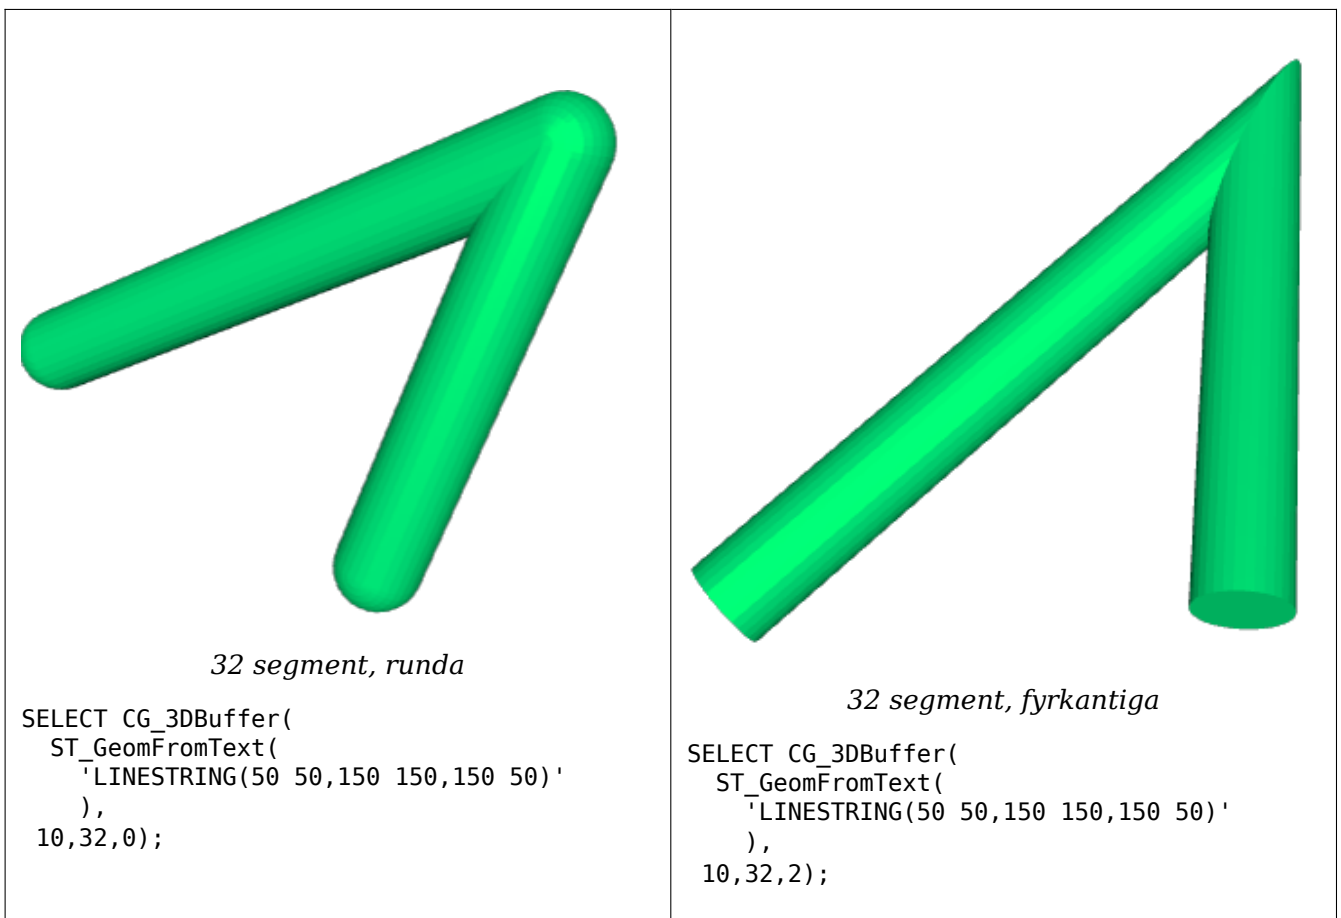 32 segment, runda
SELECT CG_3DBuffer(
  ST_GeomFromText(
    'LINESTRING(50 50,150 150,150 50)'
    ),
 10,32,0);
32 segment, fyrkantiga
SELECT CG_3DBuffer(
  ST_GeomFromText(
    'LINESTRING(50 50,150 150,150 50)'
    ),
 10,32,2);